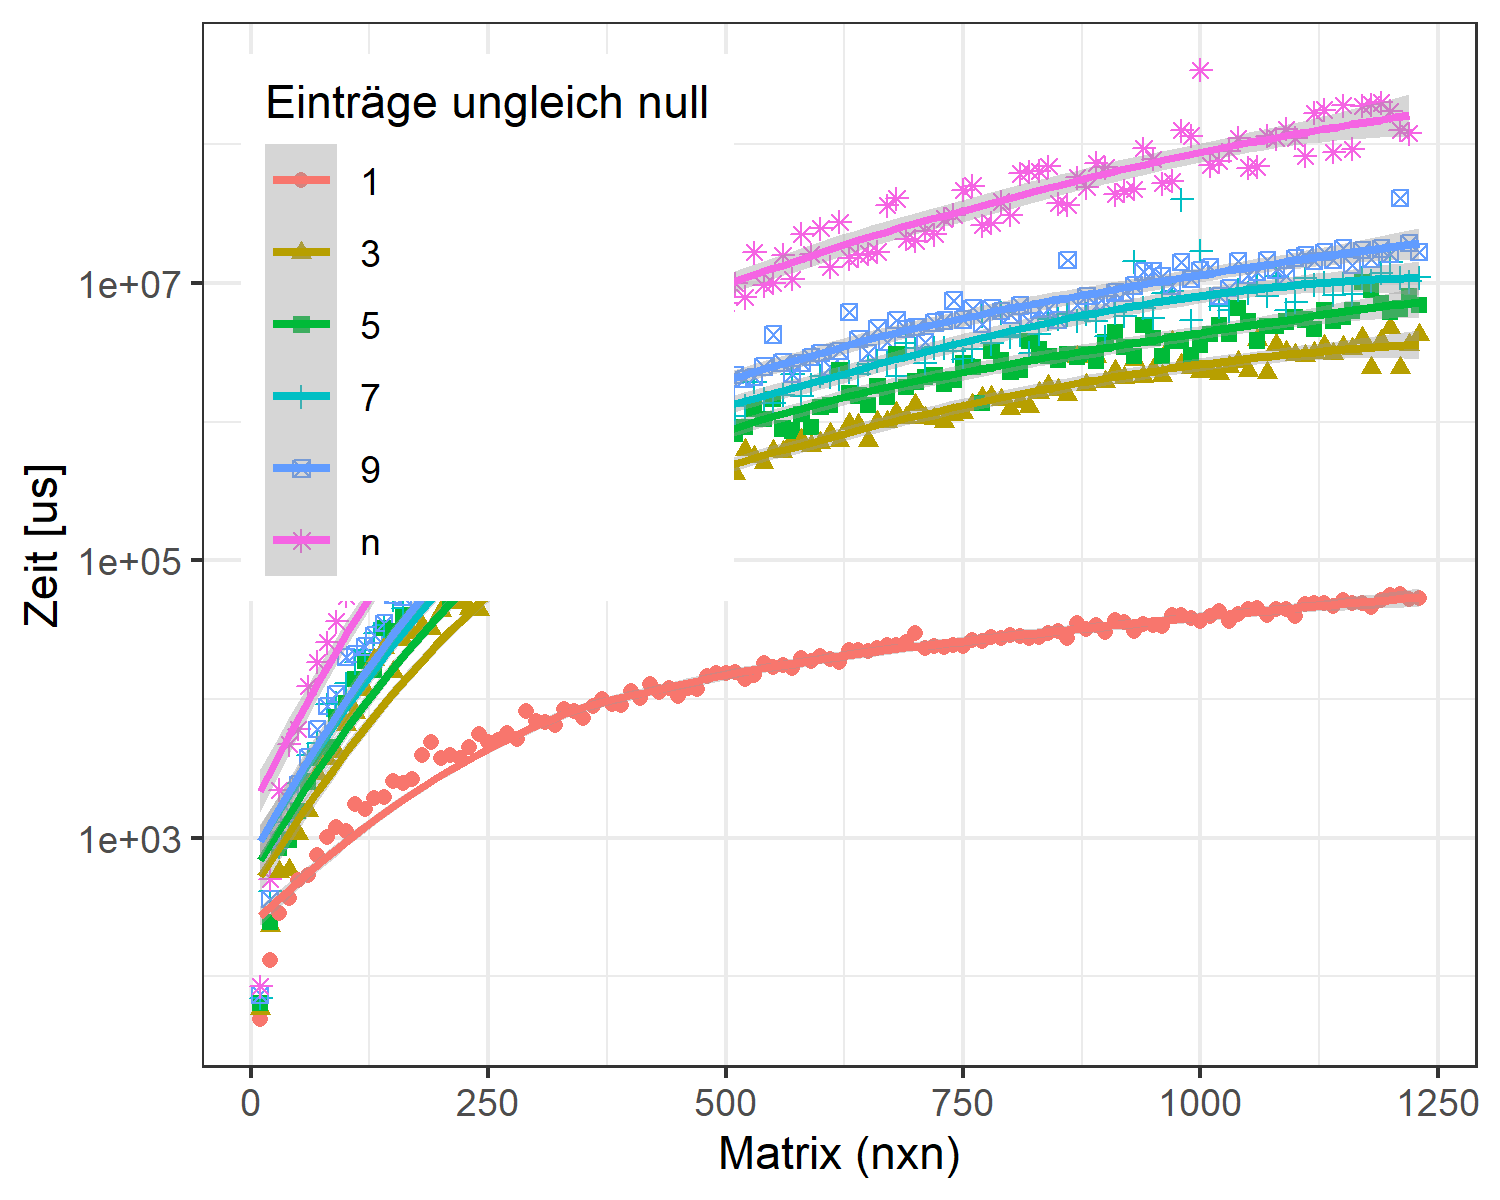 Einträge ungleich null
1
3
5
7
9
n
1e+07
1e+05
1e+03
Zeit [us]
0 250 500 750 1000 1250
Matrix (nxn)